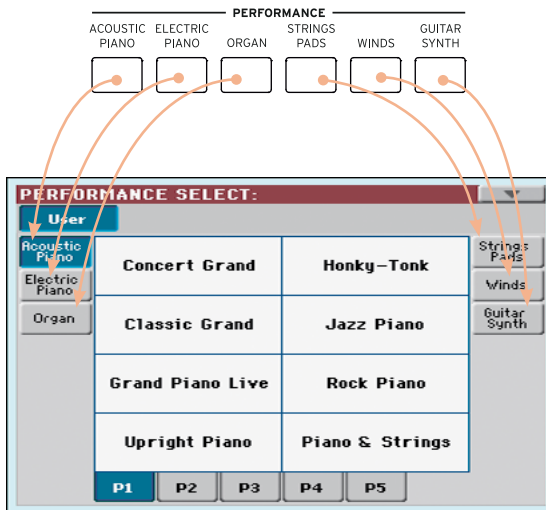 PERFORMANCE
ACOUSTIC PIANO
ELECTRIC PIANO
ORGAN
STRINGS PADS
WINDS
GUITAR SYNTH
PERFORMANCE SELECT:
User
Acoustic Piano
Electric Piano
Organ
Concert Grand
Honky-Tonk
Classic Grand
Jazz Piano
Grand Piano Live
Rock Piano
Upright Piano
Piano & Strings
Strings Pads
Winds
Guitar Synth
P1 P2 P3 P4 P5